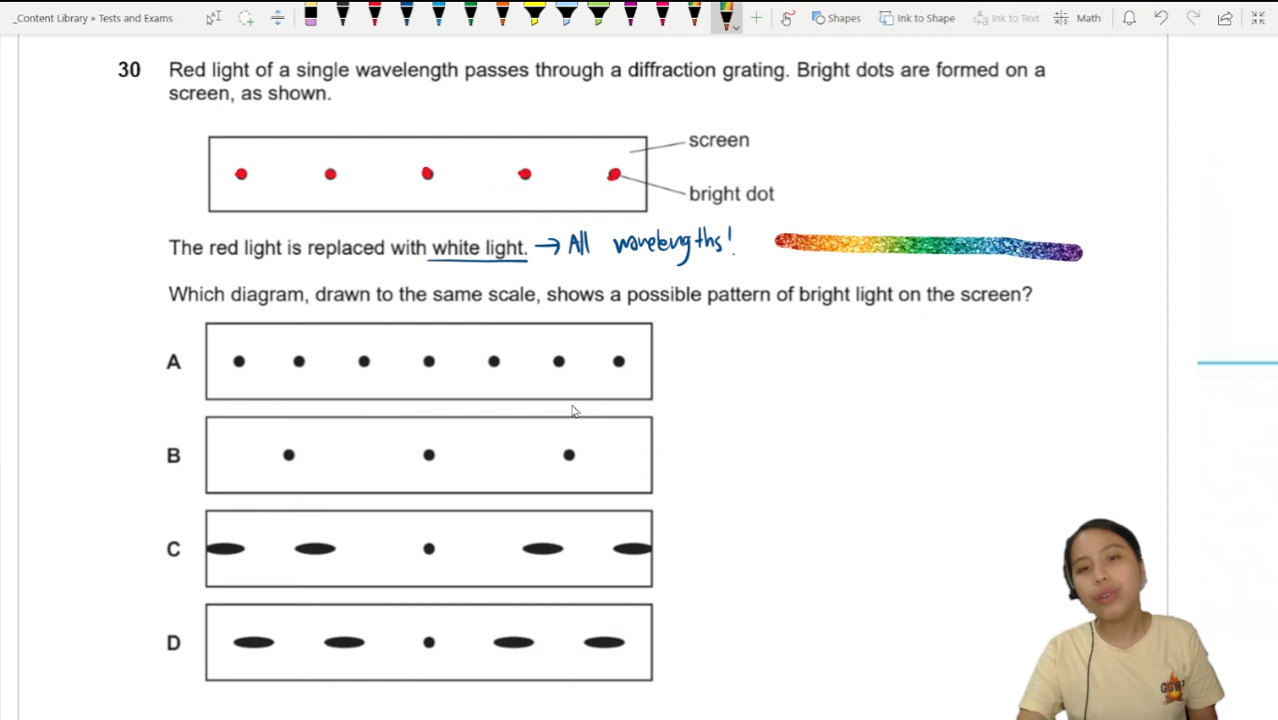 _Content Library » Tests and Exams
Shapes
Ink to Shape
Ink to Text
Math
30 Red light of a single wavelength passes through a diffraction grating. Bright dots are formed on a
screen, as shown.
screen
bright dot
The red light is replaced with white light. → All wavelengths!
Which diagram, drawn to the same scale, shows a possible pattern of bright light on the screen?
A
B
C
D